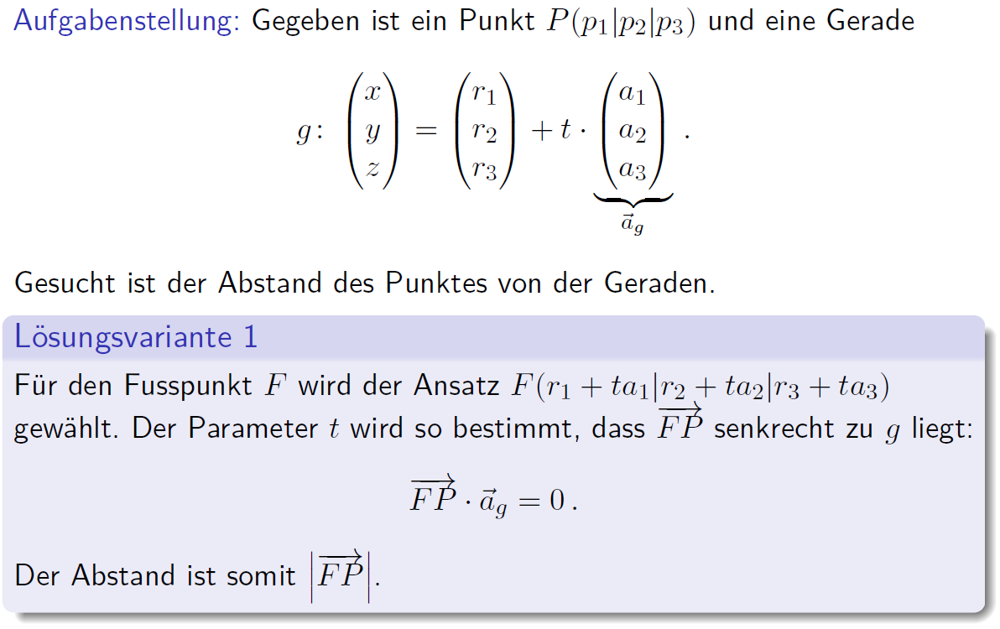 Aufgabenstellung: Gegeben ist ein Punkt $P(p_1|p_2|p_3)$ und eine Gerade
$g\colon \begin{pmatrix} x \\ y \\ z \end{pmatrix} = \begin{pmatrix} r_1 \\ r_2 \\ r_3 \end{pmatrix} + t \cdot \underbrace{\begin{pmatrix} a_1 \\ a_2 \\ a_3 \end{pmatrix}}_{\vec{a}_g} .$
Gesucht ist der Abstand des Punktes von der Geraden.
Lösungsvariante 1
Für den Fusspunkt $F$ wird der Ansatz $F(r_1 + ta_1|r_2 + ta_2|r_3 + ta_3)$
gewählt. Der Parameter $t$ wird so bestimmt, dass $\overrightarrow{FP}$ senkrecht zu $g$ liegt:
$\overrightarrow{FP} \cdot \vec{a}_g = 0 .$
Der Abstand ist somit $\left|\overrightarrow{FP}\right|$.